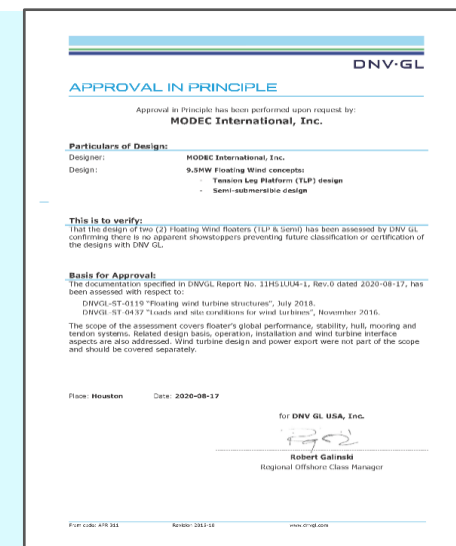 DNV·GL
APPROVAL IN PRINCIPLE
Approval in Principle has been performed upon request by:
MODEC International, Inc.
Particulars of Design:
Designer: MODEC International, Inc.
Design: 9.5MW Floating Wind concepts:
- Tension Leg Platform (TLP) design
- Semi-submersible design
This is to verify:
That the design of two (2) Floating Wind floaters (TLP & Semi) has been assessed by DNV GL
confirming there is no apparent showstoppers preventing future classification or certification of
the designs with DNV GL.
Basis for Approval:
The documentation specified in DNVGL Report No. Rev.0 dated 2020-08-17, has
been assessed with respect to:
DNVGL-ST-0119 "Floating wind turbine structures", July 2018.
DNVGL-ST-0437 "Loads and site conditions for wind turbines", November 2016.
The scope of the assessment covers floater's global performance, stability, hull, mooring and
tendon systems. Related design basis, operation, installation and wind turbine interface
aspects are also addressed. Wind turbine design and power export were not part of the scope
and should be covered separately.
Place: Houston Date: 2020-08-17
for DNV GL USA, Inc.
Robert Galinski
Regional Offshore Class Manager
Revision www.dnvgl.com